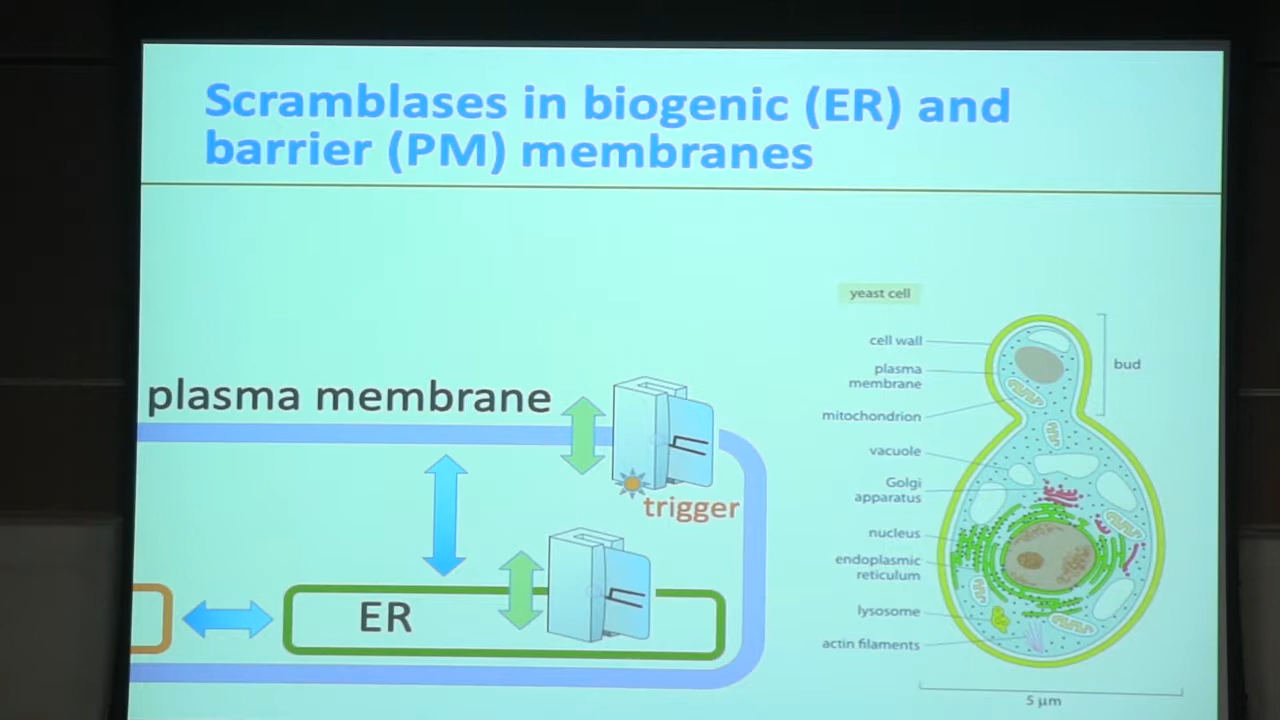 Scramblases in biogenic (ER) and
barrier (PM) membranes
plasma membrane
trigger
ER
yeast cell
cell wall
plasma
membrane
mitochondrion
vacuole
Golgi
apparatus
nucleus
endoplasmic
reticulum
lysosome
actin filaments
bud
5 µm